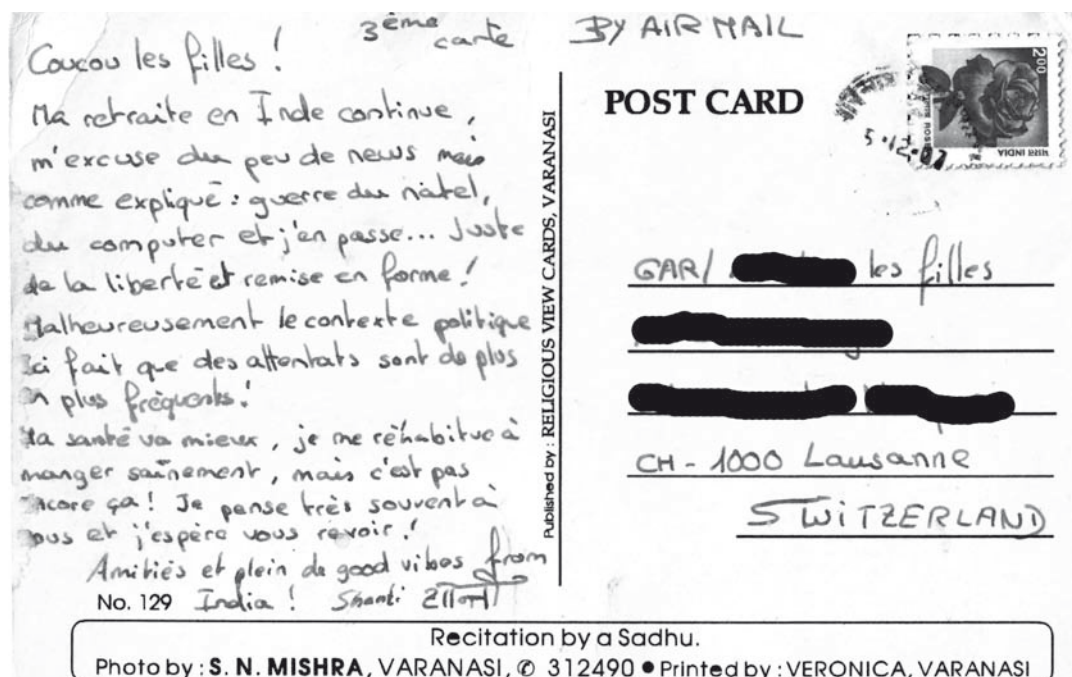 3ème
carte
Coucou les filles !
Ma retraite en Inde continue,
m'excuse du peu de news mais
comme expliqué : guerre du natel,
du computer et j'en passe... Juste
de la liberté et remise en forme !
Malheureusement le contexte politique
ici fait que des attentats sont de plus
en plus fréquents !
Ma santé va mieux, je me réhabitue à
manger sainement, mais c'est pas
encore ça ! Je pense très souvent à
vous et j'espère vous revoir !
Amitiés et plein de good vibes from
India ! Shanti शान्ति
No. 129
Published by : RELIGIOUS VIEW CARDS, VARANASI
BY AIR MAIL
POST CARD
2.00
INDIA
5.12.07
GAR/ les filles
CH - 1000 Lausanne
SWITZERLAND
Recitation by a Sadhu.
Photo by : S. N. MISHRA, VARANASI, ✆ 312490 ● Printed by : VERONICA, VARANASI